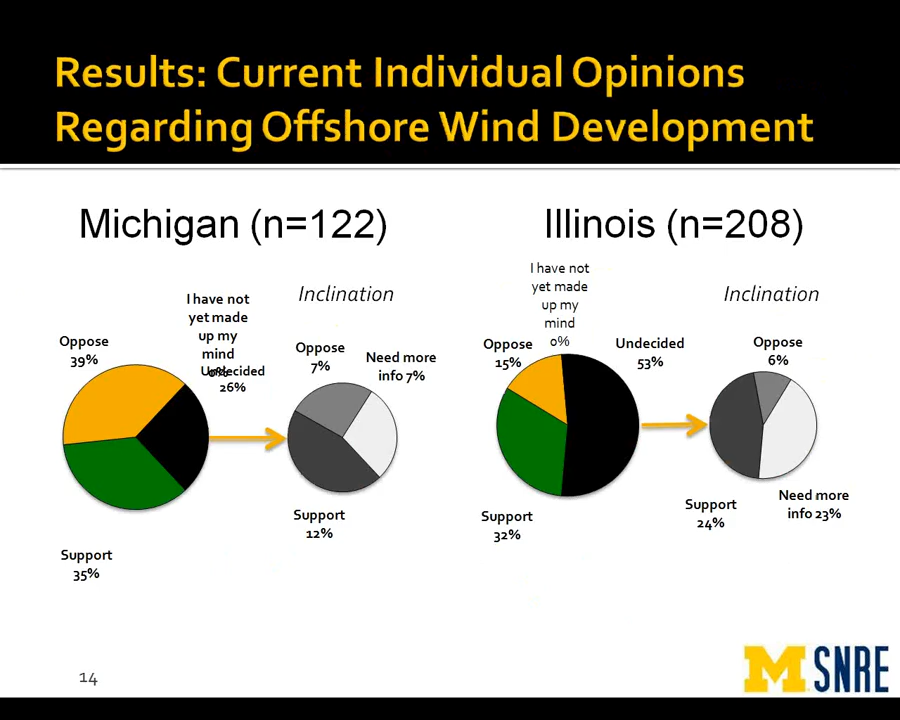 Results: Current Individual Opinions
Regarding Offshore Wind Development
Michigan (n=122)
Inclination
I have not
yet made
up my
mind
0%
Oppose
39%
Undecided
26%
Support
35%
Oppose
7%
Need more
info 7%
Support
12%
Illinois (n=208)
Inclination
I have not
yet made
up my
mind
0%
Oppose
15%
Undecided
53%
Support
32%
Oppose
6%
Need more
info 23%
Support
24%
14
M SNRE